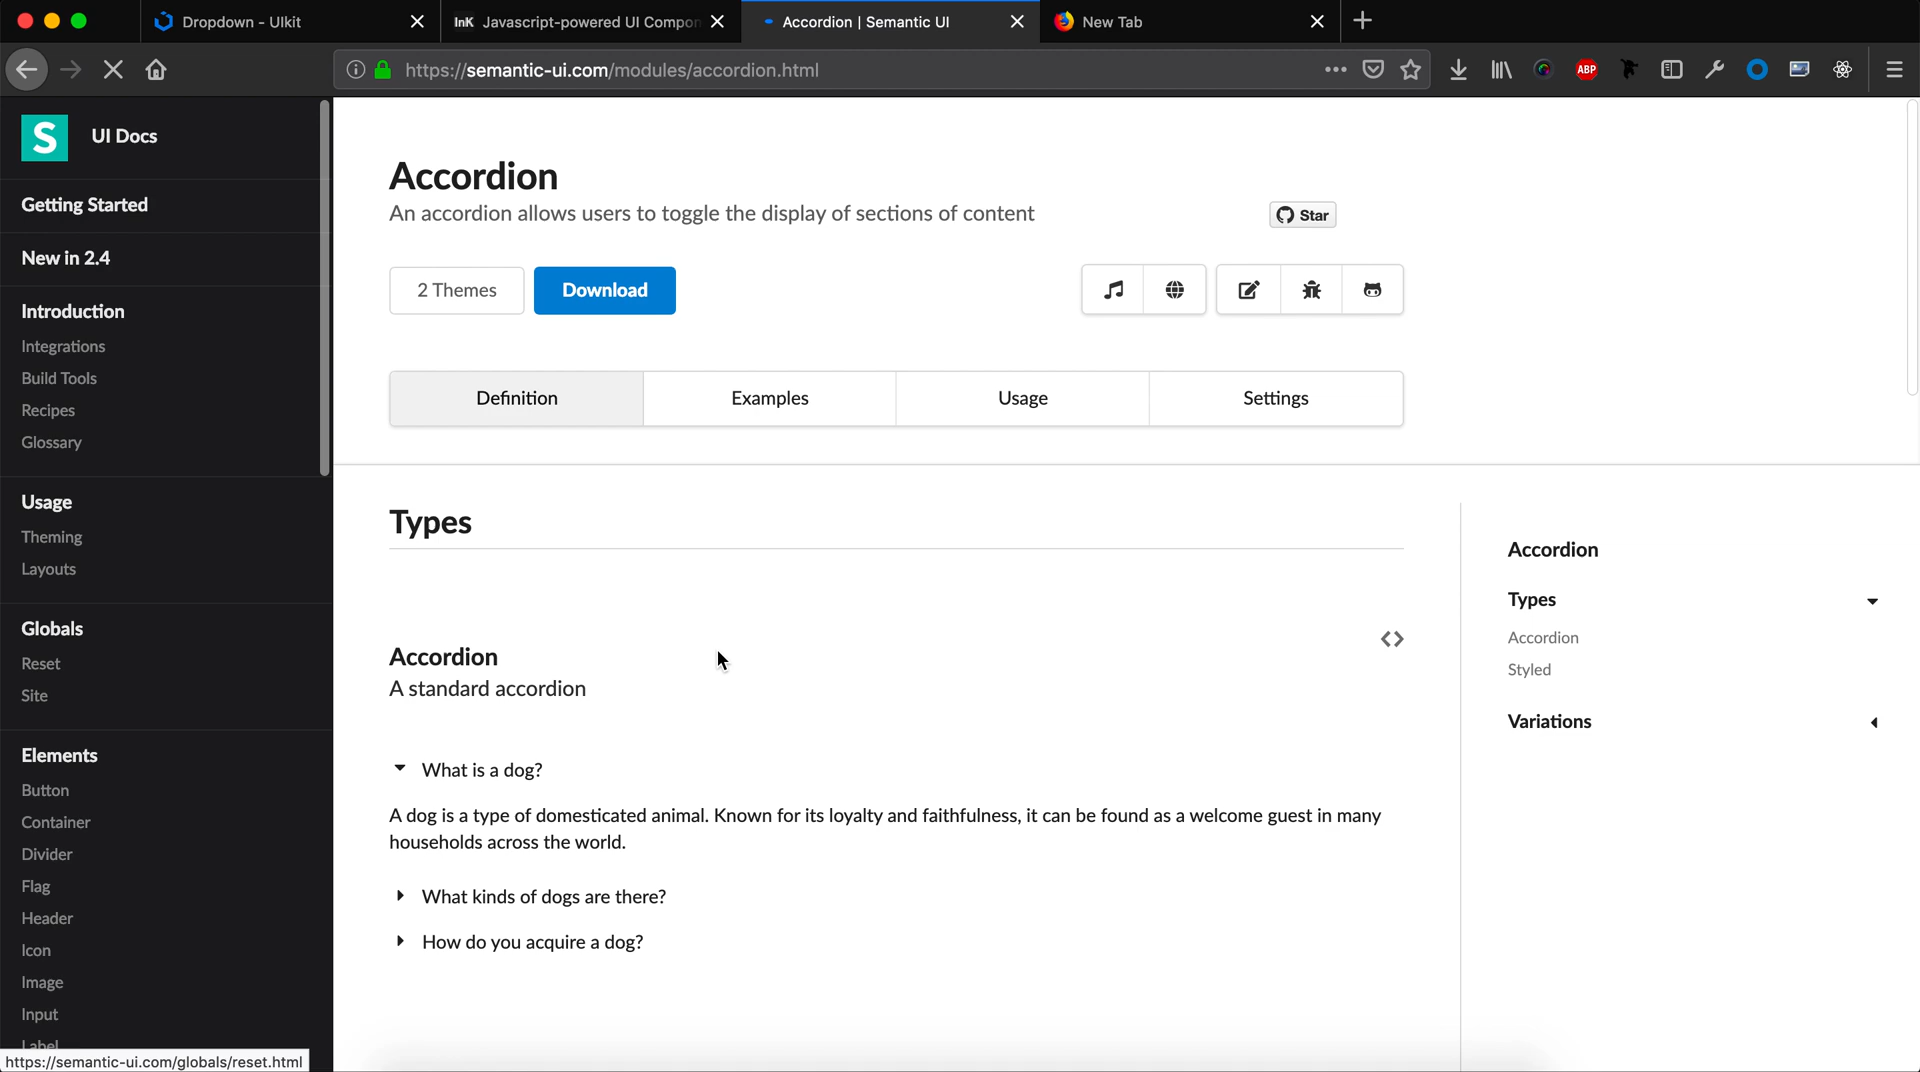 Dropdown - UIkit
InK Javascript-powered UI Compon
Accordion | Semantic UI
New Tab
https://semantic-ui.com/modules/accordion.html
ABP
S
UI Docs
Getting Started
New in 2.4
Introduction
Integrations
Build Tools
Recipes
Glossary
Usage
Theming
Layouts
Globals
Reset
Site
Elements
Button
Container
Divider
Flag
Header
Icon
Image
Input
Label
https://semantic-ui.com/globals/reset.html
Accordion
An accordion allows users to toggle the display of sections of content
Star
2 Themes
Download
Definition
Examples
Usage
Settings
Types
Accordion
A standard accordion
What is a dog?
A dog is a type of domesticated animal. Known for its loyalty and faithfulness, it can be found as a welcome guest in many
households across the world.
What kinds of dogs are there?
How do you acquire a dog?
Accordion
Types
Accordion
Styled
Variations